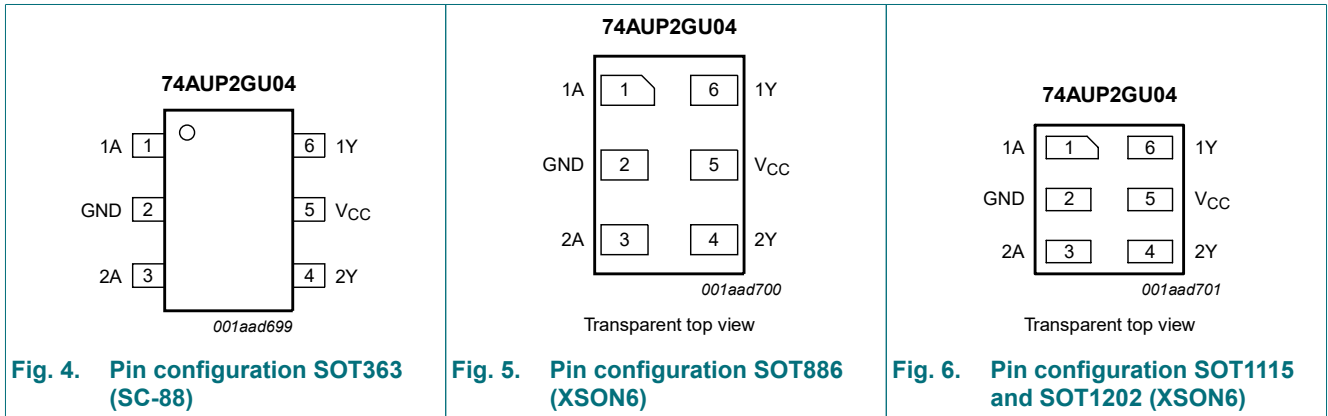 74AUP2GU04
1A 1 6 1Y
GND 2 5 VCC
2A 3 4 2Y
001aad699
Fig. 4. Pin configuration SOT363
(SC-88)
74AUP2GU04
1A 1 6 1Y
GND 2 5 VCC
2A 3 4 2Y
001aad700
Transparent top view
Fig. 5. Pin configuration SOT886
(XSON6)
74AUP2GU04
1A 1 6 1Y
GND 2 5 VCC
2A 3 4 2Y
001aad701
Transparent top view
Fig. 6. Pin configuration SOT1115
and SOT1202 (XSON6)